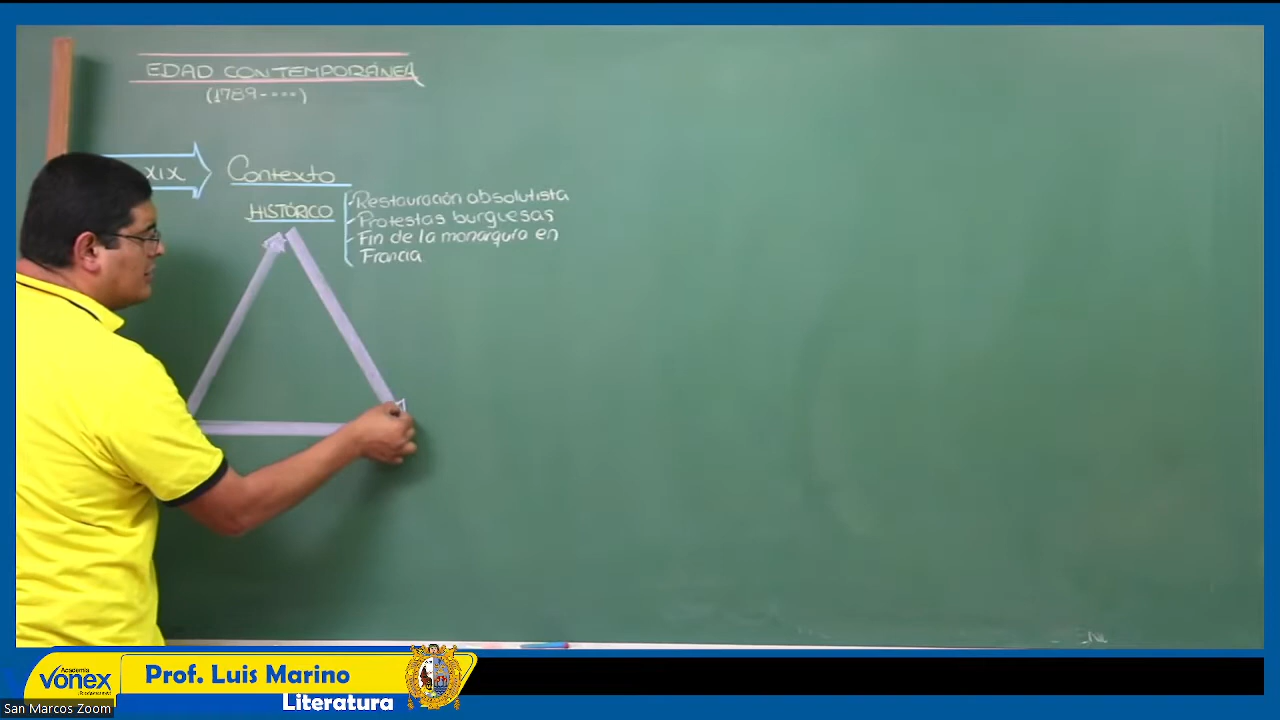 EDAD CONTEMPORÁNEA
(1789----)
XIX
Contexto
HISTÓRICO
Restauración absolutista
Protestas burguesas
Fin de la monarquía en
Francia
Academia
VONEX
Prof. Luis Marino
Literatura
San Marcos Zoom